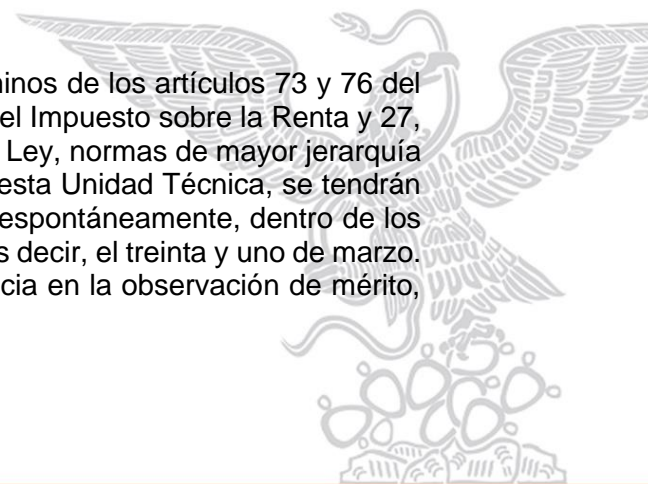 ninos de los artículos 73 y 76 del
el Impuesto sobre la Renta y 27,
Ley, normas de mayor jerarquía
esta Unidad Técnica, se tendrán
espontáneamente, dentro de los
s decir, el treinta y uno de marzo.
cia en la observación de mérito,